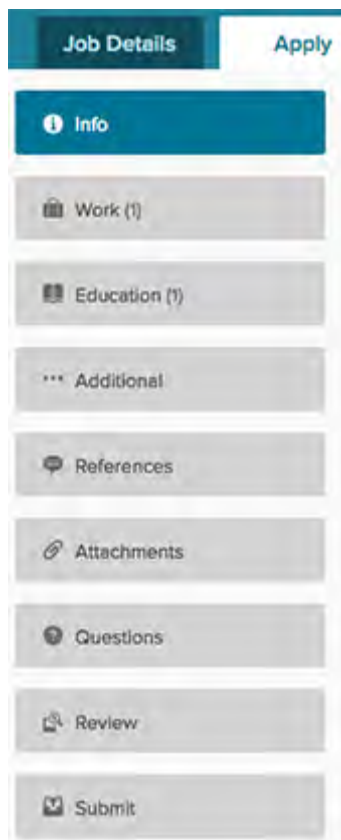 Job Details Apply
Info
Work (1)
Education (1)
Additional
References
Attachments
Questions
Review
Submit